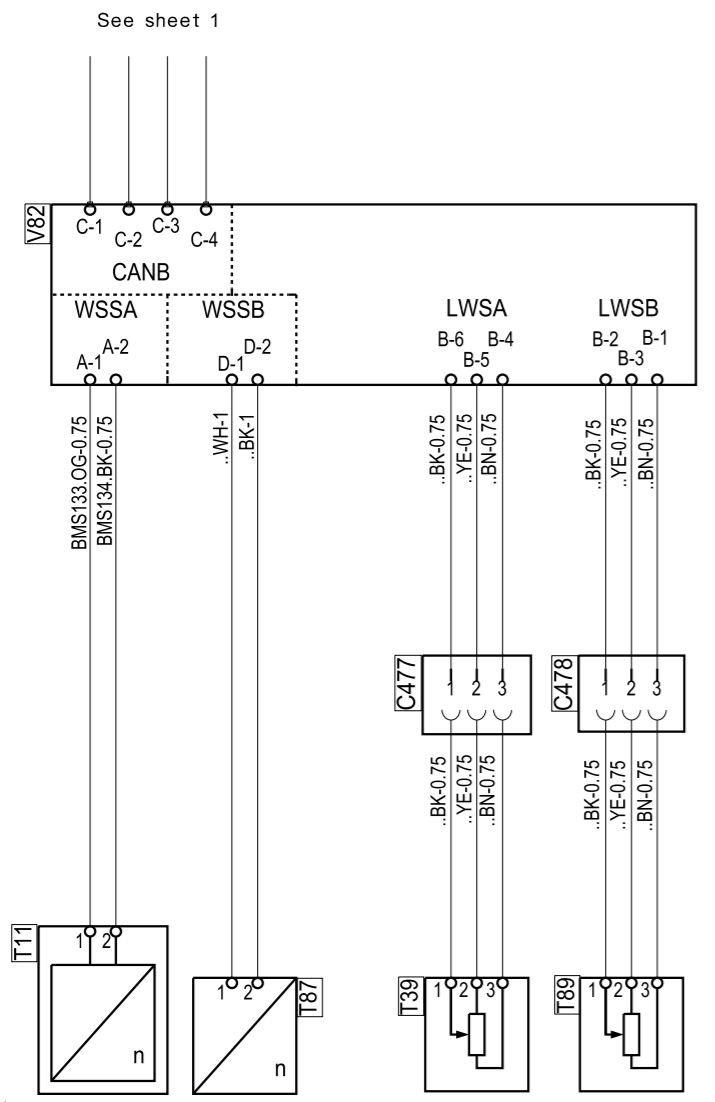 See sheet 1
V82
C-1 C-2 C-3 C-4
CANB
WSSA WSSB LWSA LWSB
A-1 A-2 D-1 D-2 B-6 B-5 B-4 B-2 B-3 B-1
BMS133.OG-0.75
BMS134.BK-0.75
..WH-1
..BK-1
..BK-0.75
..YE-0.75
..BN-0.75
..BK-0.75
..YE-0.75
..BN-0.75
C477
1 2 3
C478
1 2 3
..BK-0.75
..YE-0.75
..BN-0.75
..BK-0.75
..YE-0.75
..BN-0.75
T11
1 2
n
T87
1 2
n
T39
1 2 3
T89
1 2 3